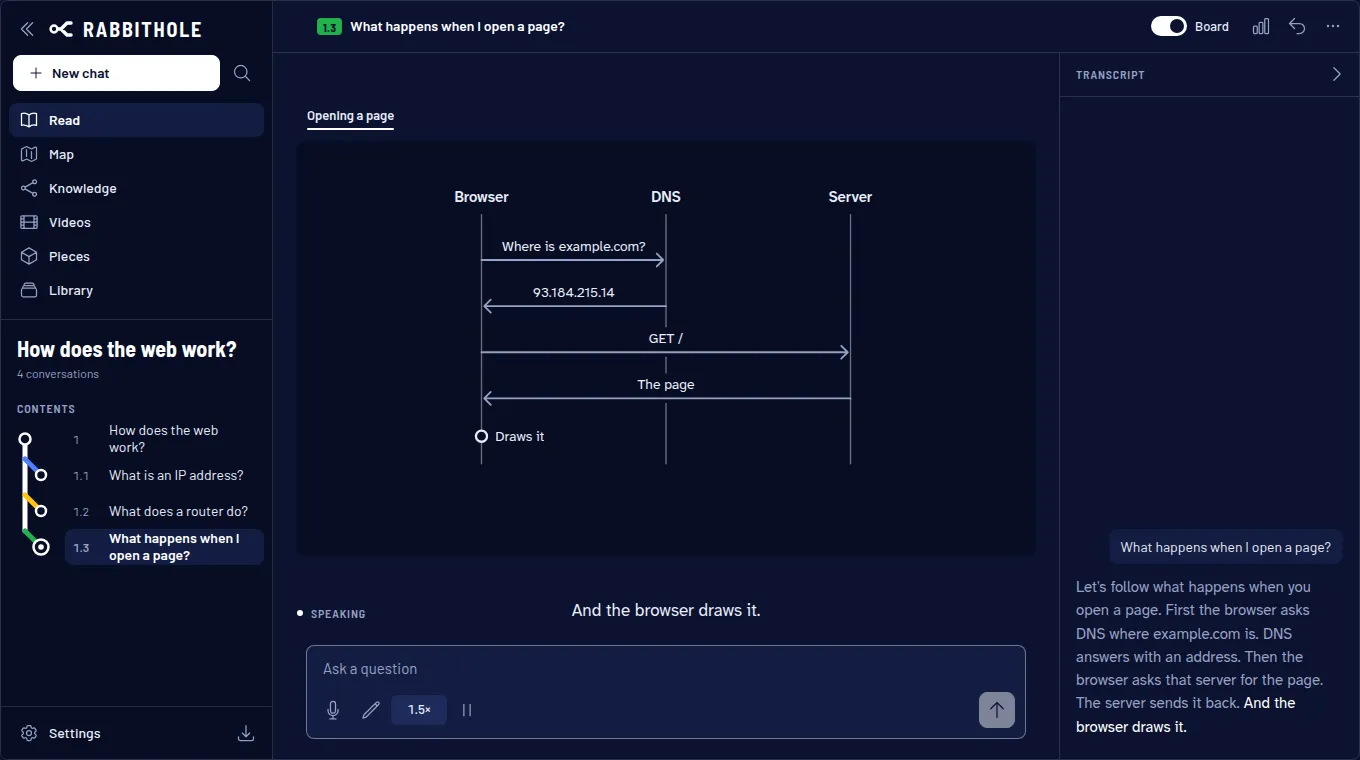 RABBITHOLE
New chat
Read
Map
Knowledge
Videos
Pieces
Library
How does the web work?
4 conversations
CONTENTS
1 How does the web
work?
1.1 What is an IP address?
1.2 What does a router do?
1.3 What happens when I
open a page?
Settings
1.3 What happens when I open a page?
Board
Opening a page
Browser DNS Server
Where is example.com?
93.184.215.14
GET /
The page
Draws it
SPEAKING
And the browser draws it.
Ask a question
1.5×
TRANSCRIPT
What happens when I open a page?
Let's follow what happens when you
open a page. First the browser asks
DNS where example.com is. DNS
answers with an address. Then the
browser asks that server for the page.
The server sends it back. And the
browser draws it.